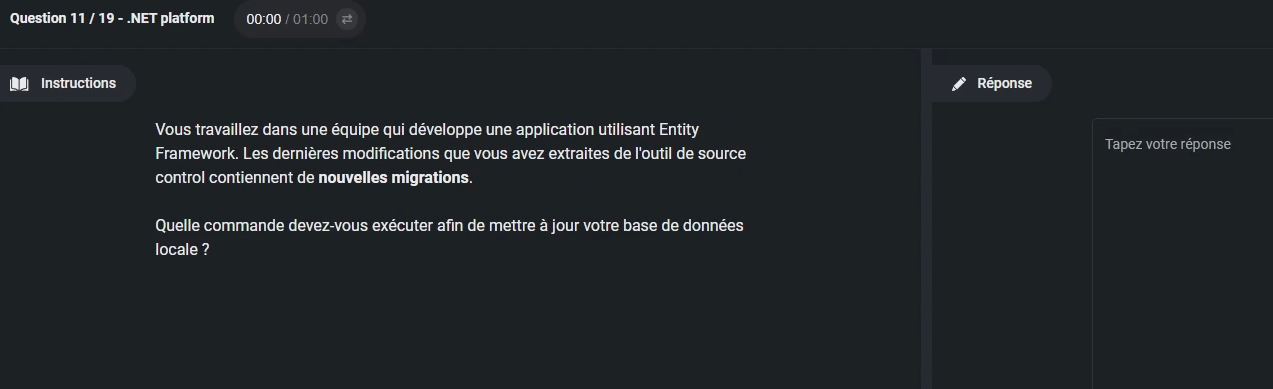 Question 11 / 19 - .NET platform
00:00 / 01:00
Instructions
Réponse
Vous travaillez dans une équipe qui développe une application utilisant Entity
Framework. Les dernières modifications que vous avez extraites de l'outil de source
control contiennent de nouvelles migrations.
Quelle commande devez-vous exécuter afin de mettre à jour votre base de données
locale ?
Tapez votre réponse